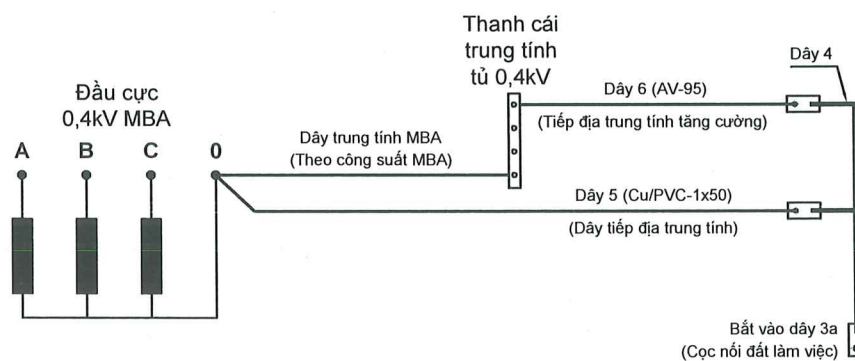 Thanh cái
trung tính
tủ 0,4kV
Dây 4
Đầu cực
0,4kV MBA
Dây 6 (AV-95)
(Tiếp địa trung tính tăng cường)
Dây trung tính MBA
(Theo công suất MBA)
A B C 0
Dây 5 (Cu/PVC-1x50)
(Dây tiếp địa trung tính)
Bắt vào dây 3a
(Cọc nối đất làm việc)